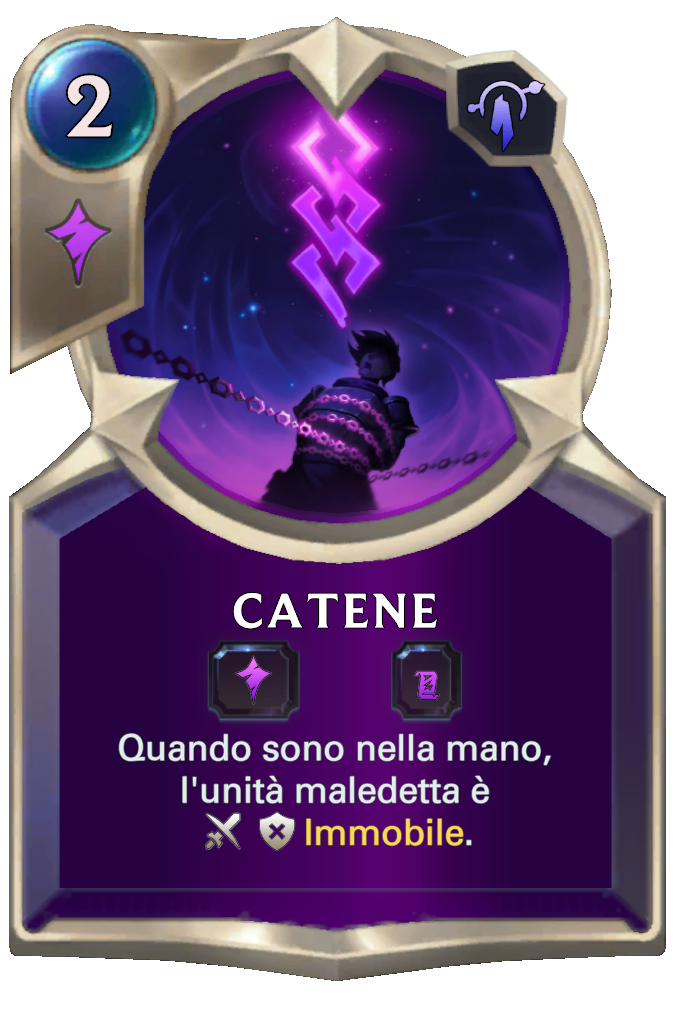 2
CATENE
Quando sono nella mano,
l'unità maledetta è
Immobile.